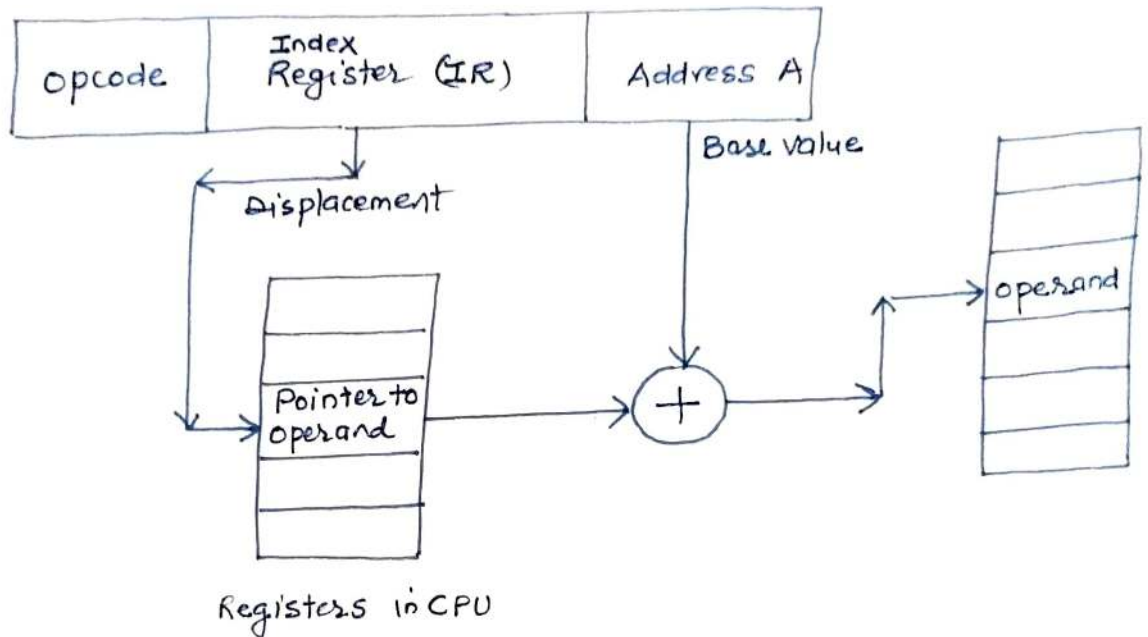 opcode
Index
Register (IR)
Address A
Base value
Displacement
operand
Pointer to
operand
+
Registers in CPU